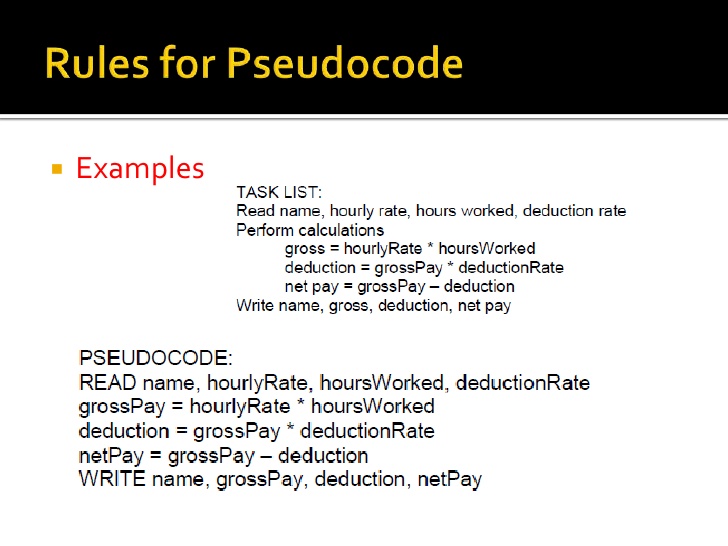 Rules for Pseudocode
Examples
TASK LIST:
Read name, hourly rate, hours worked, deduction rate
Perform calculations
gross = hourlyRate * hoursWorked
deduction = grossPay * deductionRate
net pay = grossPay – deduction
Write name, gross, deduction, net pay
PSEUDOCODE:
READ name, hourlyRate, hoursWorked, deductionRate
grossPay = hourlyRate * hoursWorked
deduction = grossPay * deductionRate
netPay = grossPay – deduction
WRITE name, grossPay, deduction, netPay